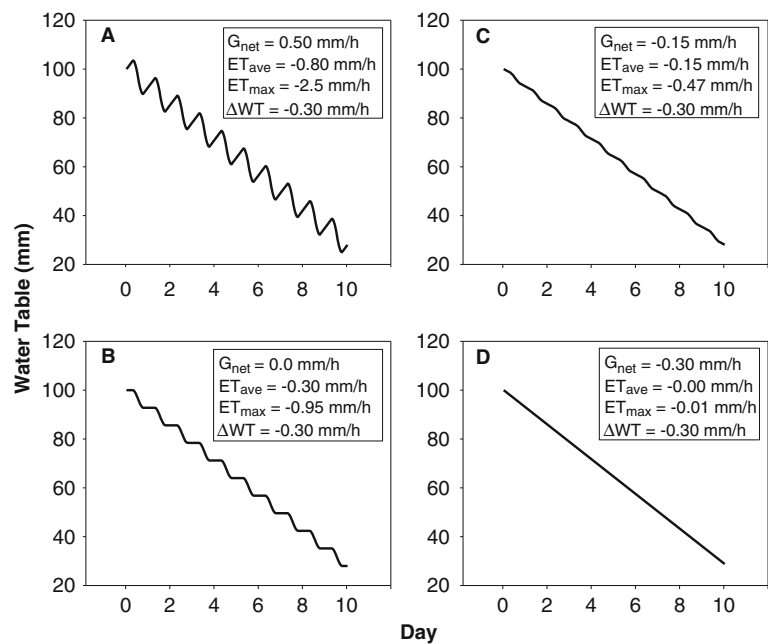 Water Table (mm)
A
G_net = 0.50 mm/h
ET_ave = -0.80 mm/h
ET_max = -2.5 mm/h
ΔWT = -0.30 mm/h
120
100
80
60
40
20
0 2 4 6 8 10
C
G_net = -0.15 mm/h
ET_ave = -0.15 mm/h
ET_max = -0.47 mm/h
ΔWT = -0.30 mm/h
120
100
80
60
40
20
0 2 4 6 8 10
B
G_net = 0.0 mm/h
ET_ave = -0.30 mm/h
ET_max = -0.95 mm/h
ΔWT = -0.30 mm/h
120
100
80
60
40
20
0 2 4 6 8 10
D
G_net = -0.30 mm/h
ET_ave = -0.00 mm/h
ET_max = -0.01 mm/h
ΔWT = -0.30 mm/h
120
100
80
60
40
20
0 2 4 6 8 10
Day